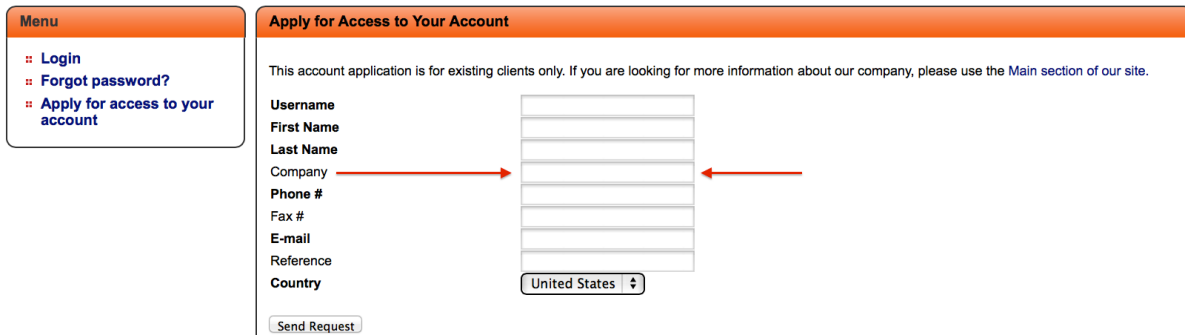 Menu
Login
Forgot password?
Apply for access to your
account
Apply for Access to Your Account
This account application is for existing clients only. If you are looking for more information about our company, please use the Main section of our site.
Username
First Name
Last Name
Company
Phone #
Fax #
E-mail
Reference
Country United States
Send Request